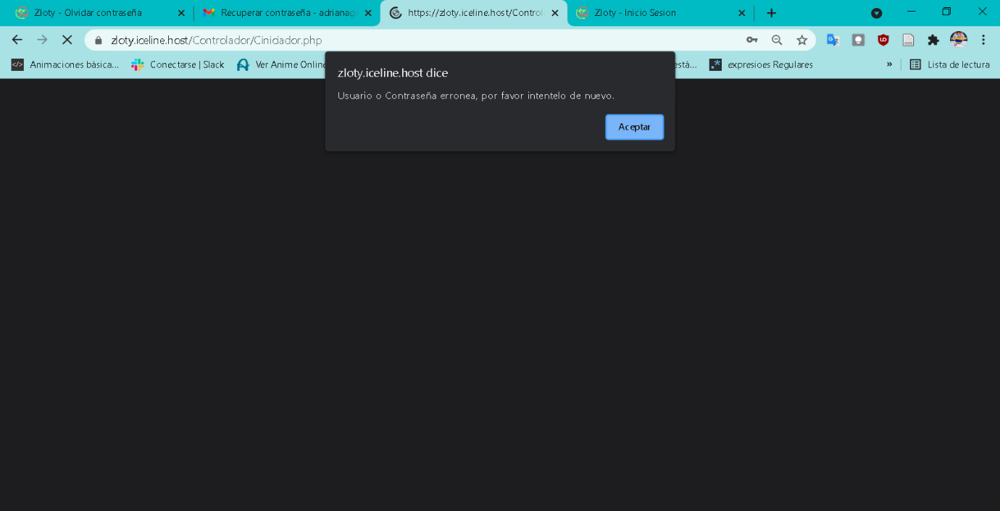 Zloty - Olvidar contraseña
Recuperar contraseña - adrianag
https://zloty.iceline.host/Control
Zloty - Inicio Sesion
zloty.iceline.host/Controlador/Ciniciador.php
Animaciones básica...
Conectarse | Slack
Ver Anime Online
está...
expresioes Regulares
»
Lista de lectura
zloty.iceline.host dice
Usuario o Contraseña erronea, por favor intentelo de nuevo.
Aceptar